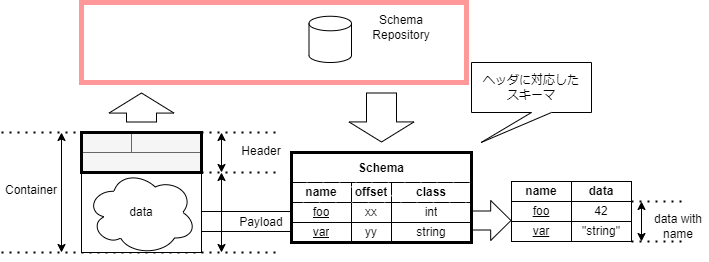 Schema
Repository
ヘッダに対応した
スキーマ
Header
Container
data
Payload
Schema
name offset class
foo xx int
var yy string
name data
foo 42
var "string"
data with
name